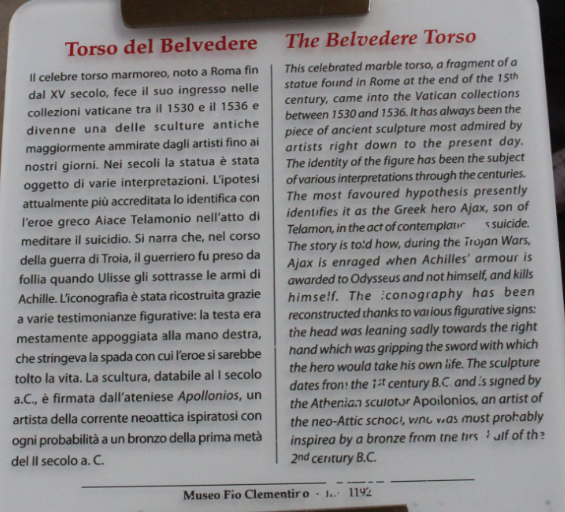 Torso del Belvedere
Il celebre torso marmoreo, noto a Roma fin
dal XV secolo, fece il suo ingresso nelle
collezioni vaticane tra il 1530 e il 1536 e
divenne una delle sculture antiche
maggiormente ammirate dagli artisti fino ai
nostri giorni. Nei secoli la statua è stata
oggetto di varie interpretazioni. L'ipotesi
attualmente più accreditata lo identifica con
l'eroe greco Aiace Telamonio nell'atto di
meditare il suicidio. Si narra che, nel corso
della guerra di Troia, il guerriero fu preso da
follia quando Ulisse gli sottrasse le armi di
Achille. L'iconografia è stata ricostruita grazie
a varie testimonianze figurative: la testa era
mestamente appoggiata alla mano destra,
che stringeva la spada con cui l'eroe si sarebbe
tolto la vita. La scultura, databile al I secolo
a.C., è firmata dall'ateniese Apollonios, un
artista della corrente neoattica ispiratosi con
ogni probabilità a un bronzo della prima metà
del II secolo a. C.
The Belvedere Torso
This celebrated marble torso, a fragment of a
statue found in Rome at the end of the 15th
century, came into the Vatican collections
between 1530 and 1536. It has always been the
piece of ancient sculpture most admired by
artists right down to the present day.
The identity of the figure has been the subject
of various interpretations through the centuries.
The most favoured hypothesis presently
identifies it as the Greek hero Ajax, son of
Telamon, in the act of suicide.
The story is told how, during the Trojan Wars,
Ajax is enraged when Achilles' armour is
awarded to Odysseus and not himself, and kills
himself. The iconography has been
reconstructed thanks to various figurative signs:
the head was leaning sadly towards the right
hand which was gripping the sword with which
the hero would take his own life. The sculpture
dates from the 1st century B.C. and is signed by
the Athenian sculptor Apollonios, an artist of
the neo-Attic school, who was most probably
inspired by a bronze from the of the
2nd century B.C.
Museo Pio Clementino - 1192